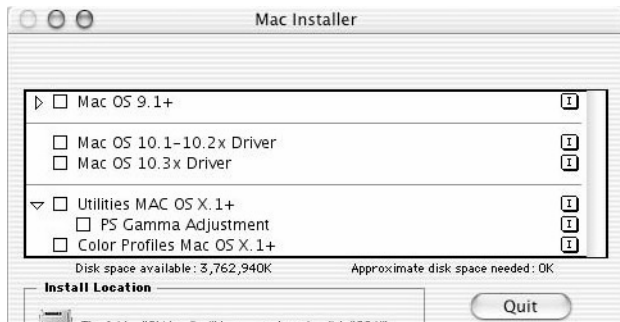 Mac Installer
Mac OS 9.1+
Mac OS 10.1-10.2x Driver
Mac OS 10.3x Driver
Utilities MAC OS X.1+
PS Gamma Adjustment
Color Profiles Mac OS X.1+
Disk space available: 3,762,940K Approximate disk space needed: 0K
Install Location
Quit